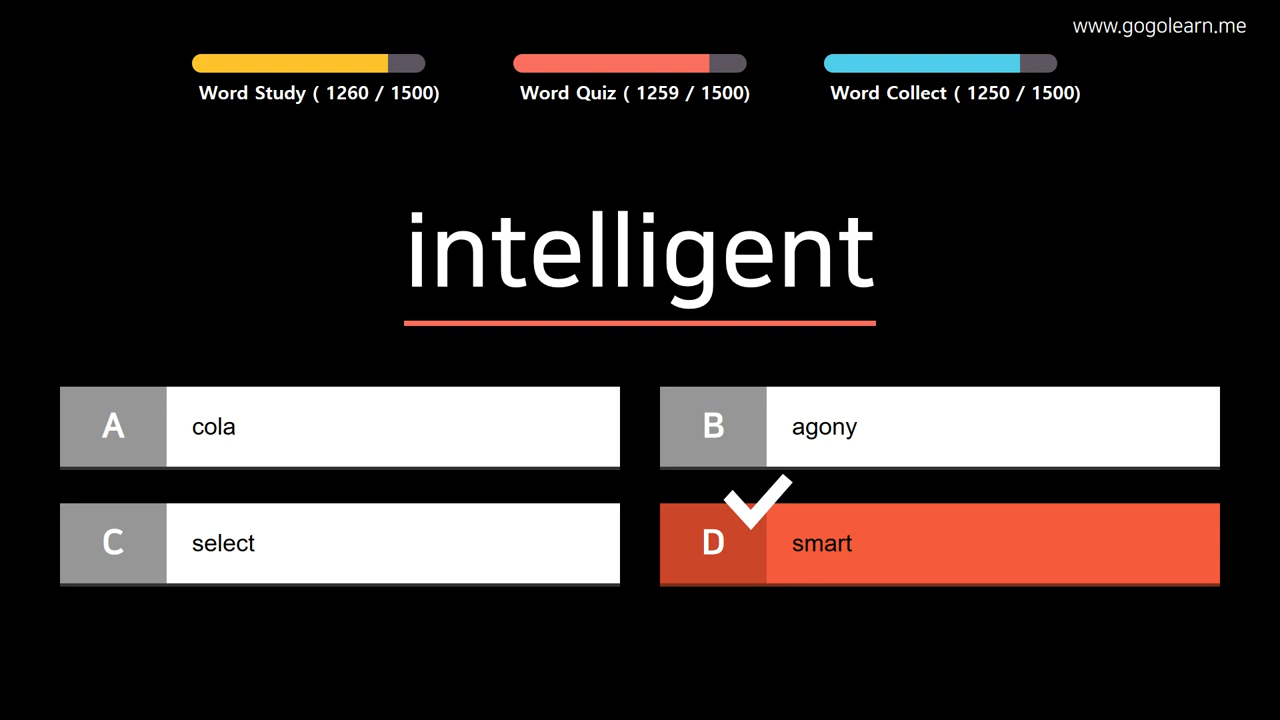 www.gogolearn.me
Word Study ( 1260 / 1500)
Word Quiz ( 1259 / 1500)
Word Collect ( 1250 / 1500)
intelligent
A cola
B agony
C select
D smart